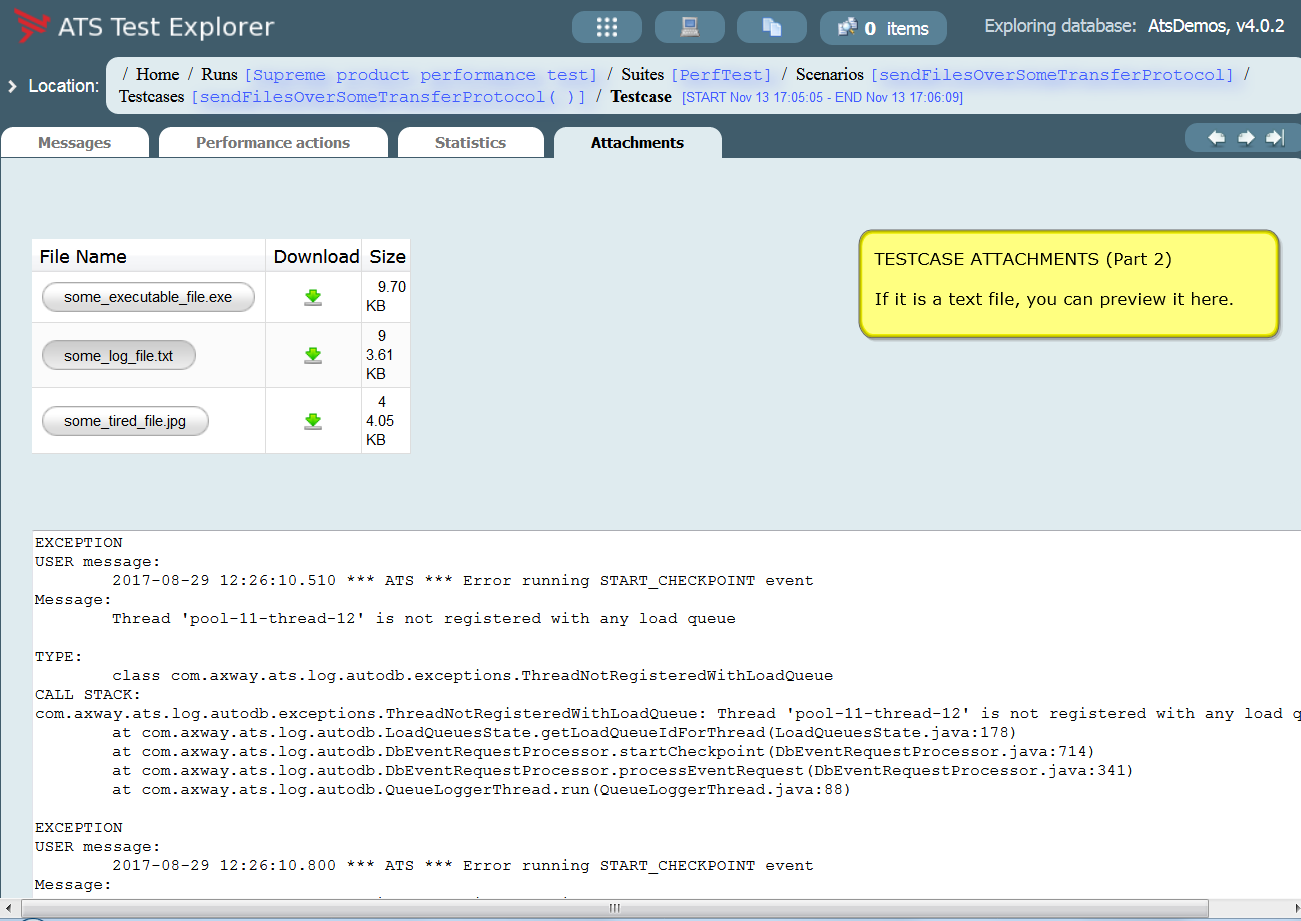 ATS Test Explorer
0 items
Exploring database: AtsDemos, v4.0.2
Location:
/ Home / Runs [Supreme product performance test] / Suites [PerfTest] / Scenarios [sendFilesOverSomeTransferProtocol] /
Testcases [sendFilesOverSomeTransferProtocol( )] / Testcase [START Nov 13 17:05:05 - END Nov 13 17:06:09]
Messages
Performance actions
Statistics
Attachments
File Name Download Size
some_executable_file.exe
9.70
KB
some_log_file.txt
9
3.61
KB
some_tired_file.jpg
4
4.05
KB
TESTCASE ATTACHMENTS (Part 2)
If it is a text file, you can preview it here.
EXCEPTION
USER message:
2017-08-29 12:26:10.510 *** ATS *** Error running START_CHECKPOINT event
Message:
Thread 'pool-11-thread-12' is not registered with any load queue
TYPE:
class com.axway.ats.log.autodb.exceptions.ThreadNotRegisteredWithLoadQueue
CALL STACK:
com.axway.ats.log.autodb.exceptions.ThreadNotRegisteredWithLoadQueue: Thread 'pool-11-thread-12' is not registered with any load q
at com.axway.ats.log.autodb.LoadQueuesState.getLoadQueueIdForThread(LoadQueuesState.java:178)
at com.axway.ats.log.autodb.DbEventRequestProcessor.startCheckpoint(DbEventRequestProcessor.java:714)
at com.axway.ats.log.autodb.DbEventRequestProcessor.processEventRequest(DbEventRequestProcessor.java:341)
at com.axway.ats.log.autodb.QueueLoggerThread.run(QueueLoggerThread.java:88)
EXCEPTION
USER message:
2017-08-29 12:26:10.800 *** ATS *** Error running START_CHECKPOINT event
Message: